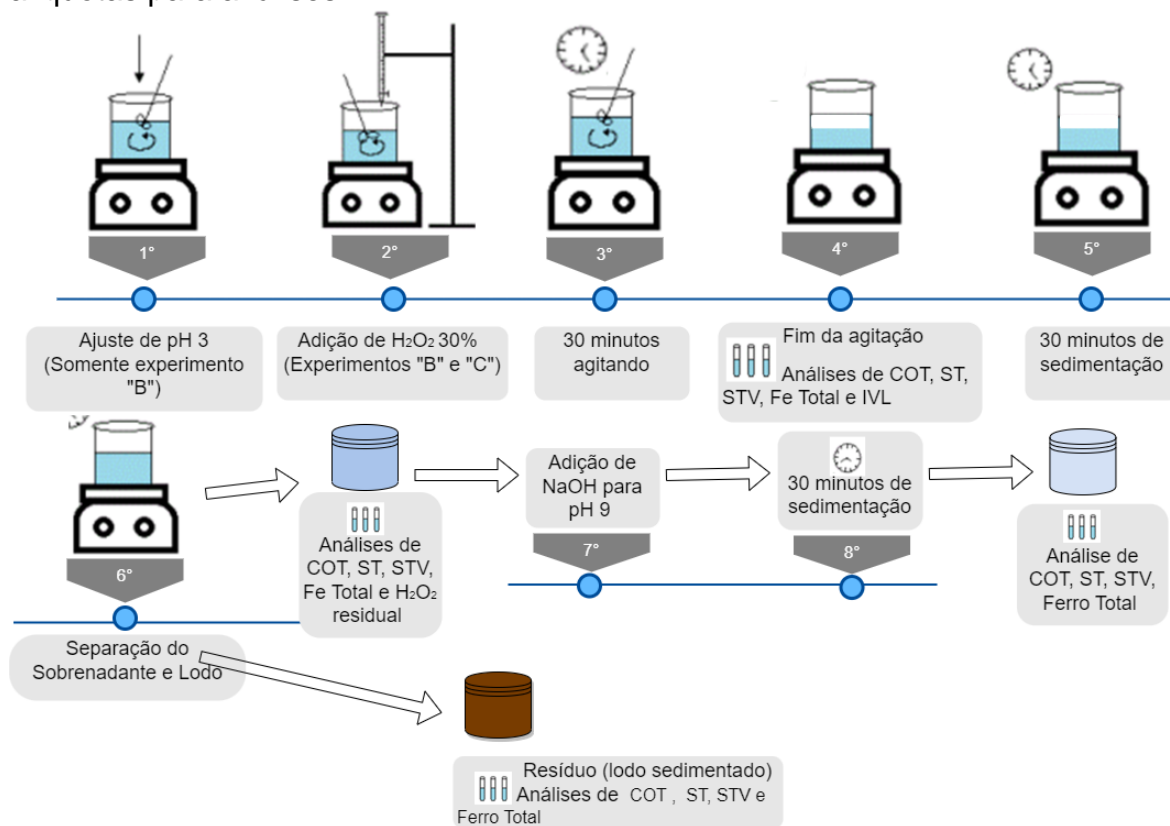 1°
2°
3°
4°
5°
Ajuste de pH 3
(Somente experimento
"B")
Adição de H₂O₂ 30%
(Experimentos "B" e "C")
30 minutos
agitando
Fim da agitação
Análises de COT, ST,
STV, Fe Total e IVL
30 minutos de
sedimentação
6°
Separação do
Sobrenadante e Lodo
Análises de
COT, ST, STV,
Fe Total e H₂O₂
residual
Adição de
NaOH para
pH 9
7°
30 minutos de
sedimentação
8°
Análise de
COT, ST, STV,
Ferro Total
Resíduo (lodo sedimentado)
Análises de COT , ST, STV e
Ferro Total